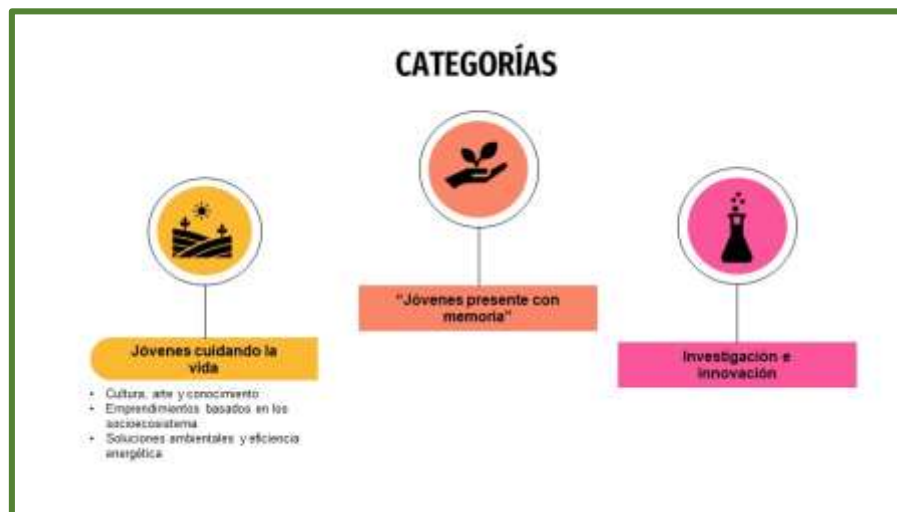 CATEGORÍAS
"Jóvenes presente con
memoria"
Jóvenes cuidando la
vida
• Cultura, arte y conocimiento
• Emprendimientos basados en los
socioecosistema
• Soluciones ambientales y eficiencia
energética
Investigación e
innovación